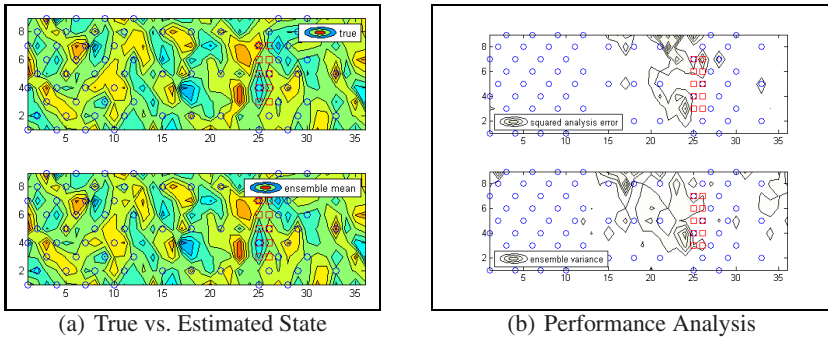 8
6
4
2
true
5 10 15 20 25 30 35
8
6
4
2
ensemble mean
5 10 15 20 25 30 35
(a) True vs. Estimated State
8
6
4
2
squared analysis error
5 10 15 20 25 30 35
8
6
4
2
ensemble variance
5 10 15 20 25 30 35
(b) Performance Analysis